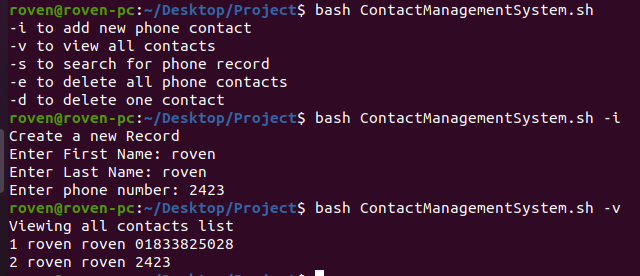 roven@roven-pc:~/Desktop/Project$ bash ContactManagementSystem.sh
-i to add new phone contact
-v to view all contacts
-s to search for phone record
-e to delete all phone contacts
-d to delete one contact
roven@roven-pc:~/Desktop/Project$ bash ContactManagementSystem.sh -i
Create a new Record
Enter First Name: roven
Enter Last Name: roven
Enter phone number: 2423
roven@roven-pc:~/Desktop/Project$ bash ContactManagementSystem.sh -v
Viewing all contacts list
1 roven roven 01833825028
2 roven roven 2423
roven@roven-pc:~/Desktop/Project$